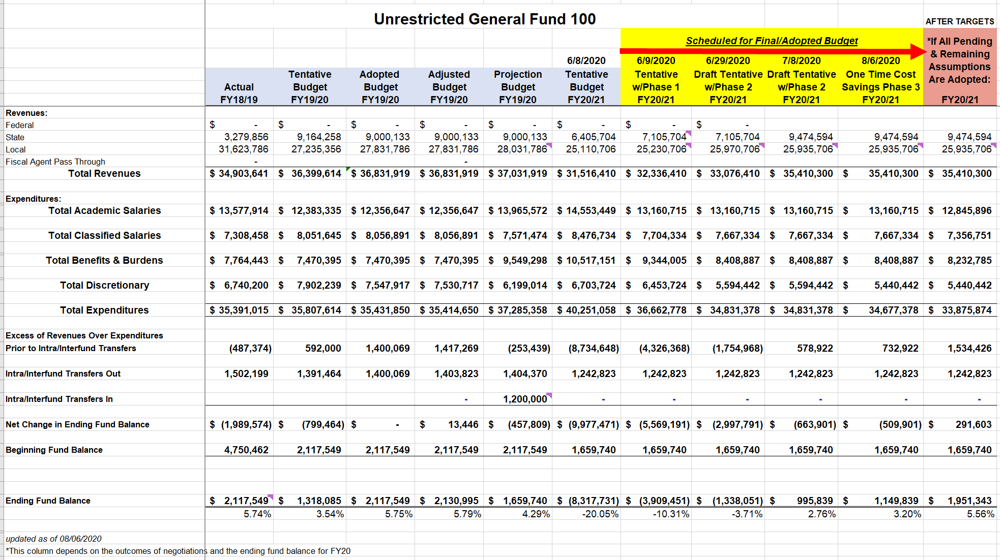 Unrestricted General Fund 100
AFTER TARGETS
Scheduled for Final/Adopted Budget
*If All Pending
& Remaining
Assumptions
Are Adopted:
FY20/21
6/8/2020 6/9/2020 6/29/2020 7/8/2020 8/6/2020
Tentative Adopted Adjusted Projection Tentative Tentative Draft Tentative Draft Tentative One Time Cost
Actual Budget Budget Budget Budget Budget w/Phase 1 w/Phase 2 w/Phase 2 Savings Phase 3
FY18/19 FY19/20 FY19/20 FY19/20 FY19/20 FY20/21 FY20/21 FY20/21 FY20/21 FY20/21
Revenues:
Federal $ - $ - $ - $ - $ - $ - $ - $ -
State 3,279,856 9,164,258 9,000,133 9,000,133 9,000,133 6,405,704 7,105,704 7,105,704 9,474,594 9,474,594 9,474,594
Local 31,623,786 27,235,356 27,831,786 27,831,786 28,031,786 25,110,706 25,230,706 25,970,706 25,935,706 25,935,706 25,935,706
Fiscal Agent Pass Through - -
Total Revenues $ 34,903,641 $ 36,399,614 $ 36,831,919 $ 36,831,919 $ 37,031,919 $ 31,516,410 $ 32,336,410 $ 33,076,410 $ 35,410,300 $ 35,410,300 $ 35,410,300
Expenditures:
Total Academic Salaries $ 13,577,914 $ 12,383,335 $ 12,356,647 $ 12,356,647 $ 13,965,572 $ 14,553,449 $ 13,160,715 $ 13,160,715 $ 13,160,715 $ 13,160,715 $ 12,845,896
Total Classified Salaries $ 7,308,458 $ 8,051,645 $ 8,056,891 $ 8,056,891 $ 7,571,474 $ 8,476,734 $ 7,704,334 $ 7,667,334 $ 7,667,334 $ 7,667,334 $ 7,356,751
Total Benefits & Burdens $ 7,764,443 $ 7,470,395 $ 7,470,395 $ 7,470,395 $ 9,549,298 $ 10,517,151 $ 9,344,005 $ 8,408,887 $ 8,408,887 $ 8,408,887 $ 8,232,785
Total Discretionary $ 6,740,200 $ 7,902,239 $ 7,547,917 $ 7,530,717 $ 6,199,014 $ 6,703,724 $ 6,453,724 $ 5,594,442 $ 5,594,442 $ 5,440,442 $ 5,440,442
Total Expenditures $ 35,391,015 $ 35,807,614 $ 35,431,850 $ 35,414,650 $ 37,285,358 $ 40,251,058 $ 36,662,778 $ 34,831,378 $ 34,831,378 $ 34,677,378 $ 33,875,874
Excess of Revenues Over Expenditures
Prior to Intra/Interfund Transfers (487,374) 592,000 1,400,069 1,417,269 (253,439) (8,734,648) (4,326,368) (1,754,968) 578,922 732,922 1,534,426
Intra/Interfund Transfers Out 1,502,199 1,391,464 1,400,069 1,403,823 1,404,370 1,242,823 1,242,823 1,242,823 1,242,823 1,242,823 1,242,823
Intra/Interfund Transfers In - 1,200,000 - - - - - -
Net Change in Ending Fund Balance $ (1,989,574) $ (799,464) $ - $ 13,446 $ (457,809) $ (9,977,471) $ (5,569,191) $ (2,997,791) $ (663,901) $ (509,901) $ 291,603
Beginning Fund Balance 4,750,462 2,117,549 2,117,549 2,117,549 2,117,549 1,659,740 1,659,740 1,659,740 1,659,740 1,659,740 1,659,740
Ending Fund Balance $ 2,117,549 $ 1,318,085 $ 2,117,549 $ 2,130,995 $ 1,659,740 $ (8,317,731) $ (3,909,451) $ (1,338,051) $ 995,839 $ 1,149,839 $ 1,951,343
5.74% 3.54% 5.75% 5.79% 4.29% -20.05% -10.31% -3.71% 2.76% 3.20% 5.56%
updated as of 08/06/2020
*This column depends on the outcomes of negotiations and the ending fund balance for FY20